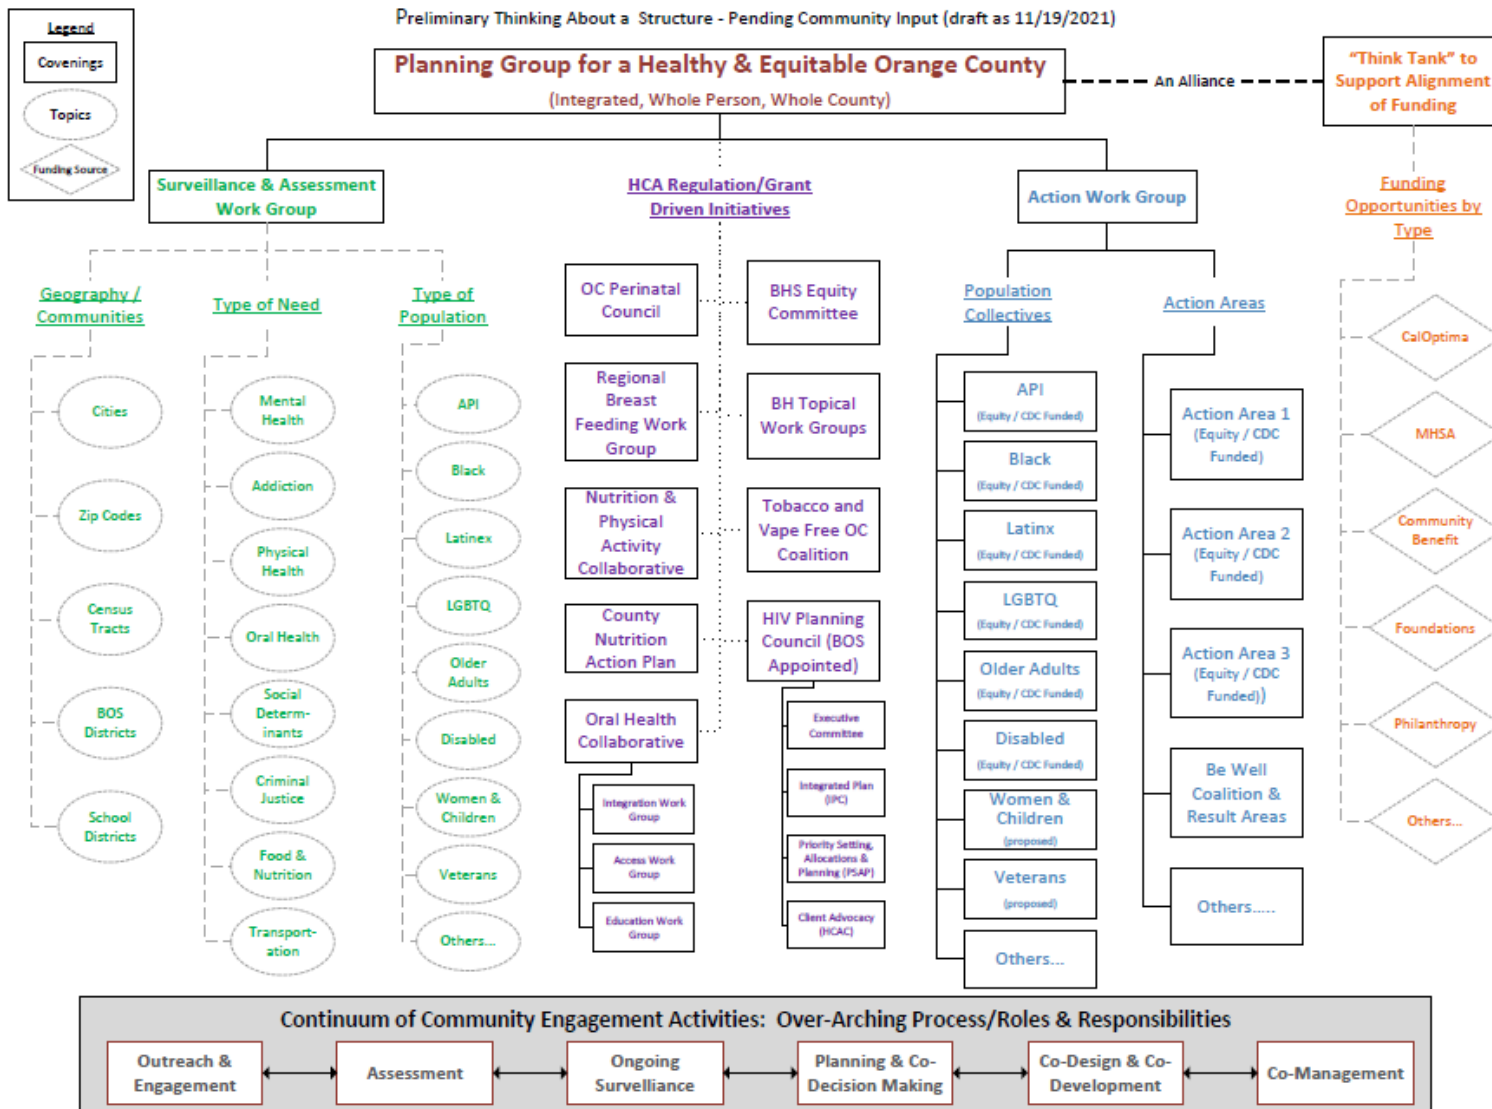 Preliminary Thinking About a Structure - Pending Community Input (draft as 11/19/2021)
Legend
Covenings
Topics
Funding Source
Planning Group for a Healthy & Equitable Orange County
(Integrated, Whole Person, Whole County)
An Alliance
"Think Tank" to
Support Alignment
of Funding
Surveillance & Assessment
Work Group
Geography /
Communities
Cities
Zip Codes
Census
Tracts
BOS
Districts
School
Districts
Type of Need
Mental
Health
Addiction
Physical
Health
Oral Health
Social
Determ-
inants
Criminal
Justice
Food &
Nutrition
Transport-
ation
Type of
Population
API
Black
Latinex
LGBTQ
Older
Adults
Disabled
Women &
Children
Veterans
Others...
HCA Regulation/Grant
Driven Initiatives
OC Perinatal
Council
Regional
Breast
Feeding Work
Group
Nutrition &
Physical
Activity
Collaborative
County
Nutrition
Action Plan
Oral Health
Collaborative
Integration Work
Group
Access Work
Group
Education Work
Group
BHS Equity
Committee
BH Topical
Work Groups
Tobacco and
Vape Free OC
Coalition
HIV Planning
Council (BOS
Appointed)
Executive
Committee
Integrated Plan
(IPC)
Priority Setting,
Allocations &
Planning (PSAP)
Client Advocacy
(HCAC)
Action Work Group
Population
Collectives
API
(Equity / CDC Funded)
Black
(Equity / CDC Funded)
Latinx
(Equity / CDC Funded)
LGBTQ
(Equity / CDC Funded)
Older Adults
(Equity / CDC Funded)
Disabled
(Equity / CDC Funded)
Women &
Children
(proposed)
Veterans
(proposed)
Others...
Action Areas
Action Area 1
(Equity / CDC
Funded)
Action Area 2
(Equity / CDC
Funded)
Action Area 3
(Equity / CDC
Funded))
Be Well
Coalition &
Result Areas
Others.....
Funding
Opportunities by
Type
CalOptima
MHSA
Community
Benefit
Foundations
Philanthropy
Others...
Continuum of Community Engagement Activities: Over-Arching Process/Roles & Responsibilities
Outreach &
Engagement
Assessment
Ongoing
Survelliance
Planning & Co-
Decision Making
Co-Design & Co-
Development
Co-Management